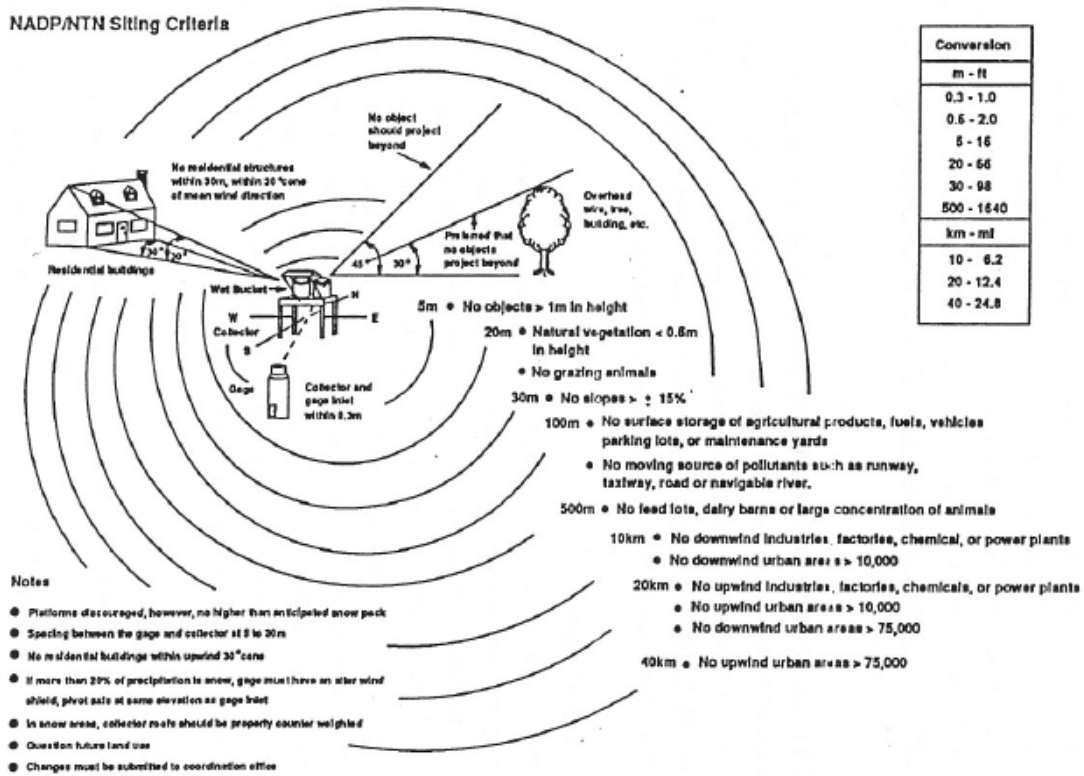 NADP/NTN Siting Criteria
Conversion
m - ft
0.3 - 1.0
0.6 - 2.0
5 - 16
20 - 66
30 - 98
500 - 1640
km - mi
10 - 6.2
20 - 12.4
40 - 24.8
No object
should project
beyond
No residential structures
within 30m, within 20° cone
of mean wind direction
Overhead
wire, tree,
building, etc.
Preferred that
no objects
project beyond
45°
30°
30°
Residential buildings
Wet Bucket
N
W
E
Collector
S
Gage
Collector and
gage inlet
within 0.3m
5m • No objects > 1m in height
20m • Natural vegetation < 0.6m
in height
• No grazing animals
30m • No slopes > ± 15%
100m • No surface storage of agricultural products, fuels, vehicles
parking lots, or maintenance yards
• No moving source of pollutants such as runway,
taxiway, road or navigable river.
500m • No feed lots, dairy barns or large concentration of animals
10km • No downwind industries, factories, chemical, or power plants
• No downwind urban areas > 10,000
20km • No upwind industries, factories, chemicals, or power plants
• No upwind urban areas > 10,000
• No downwind urban areas > 75,000
40km • No upwind urban areas > 75,000
Notes
• Platforms discouraged, however, no higher than anticipated snow pack
• Spacing between the gage and collector at 5 to 30m
• No residential buildings within upwind 30° cone
• If more than 20% of precipitation is snow, gage must have an alter wind
shield, pivot axis at same elevation as gage inlet
• In snow areas, collector roofs should be properly counter weighted
• Question future land use
• Changes must be submitted to coordination office